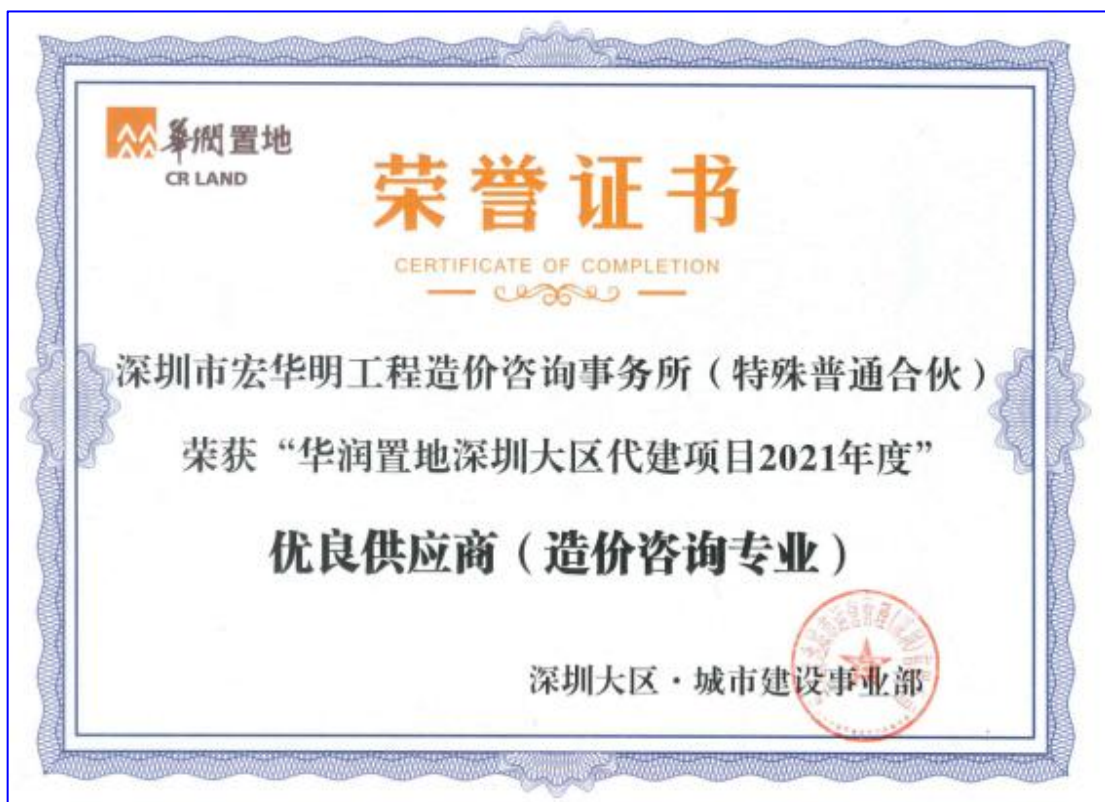 華润置地
CR LAND
荣誉证书
CERTIFICATE OF COMPLETION
深圳市宏华明工程造价咨询事务所（特殊普通合伙）
荣获“华润置地深圳大区代建项目2021年度”
优良供应商（造价咨询专业）
深圳大区·城市建设事业部